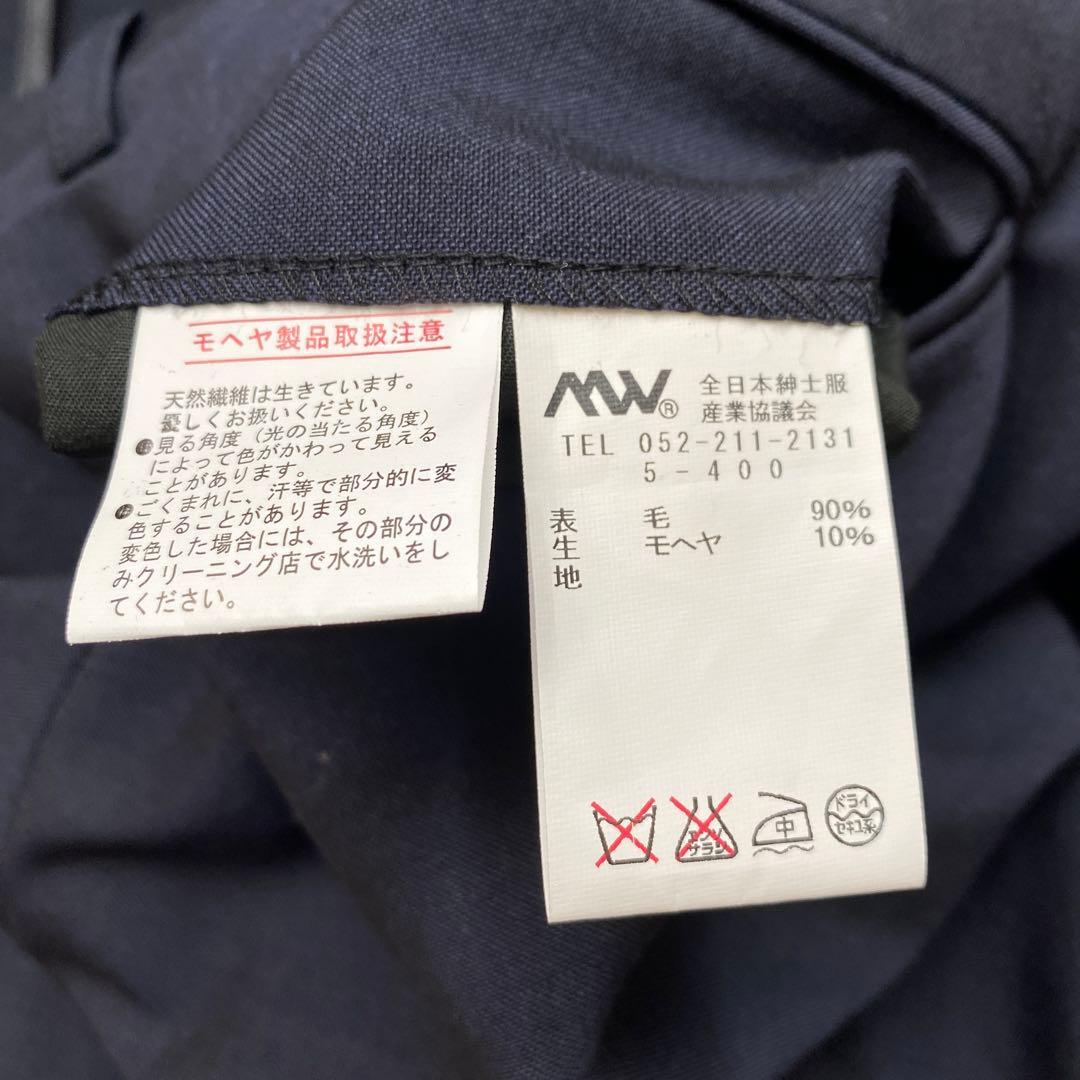 モヘヤ製品取扱注意
天然繊維は生きています。
優しくお扱いください。
●見る角度（光の当たる角度）
によって色がかわって見える
ことがあります。
●ごくまれに、汗等で部分的に変
色することがあります。
変色した場合には、その部分の
みクリーニング店で水洗いをし
てください。
MW® 全日本紳士服
産業協議会
TEL 052-211-2131
5-400
表生地 毛 90%
モヘヤ 10%
エンソ
サラシ
中
ドライ
セキユ系